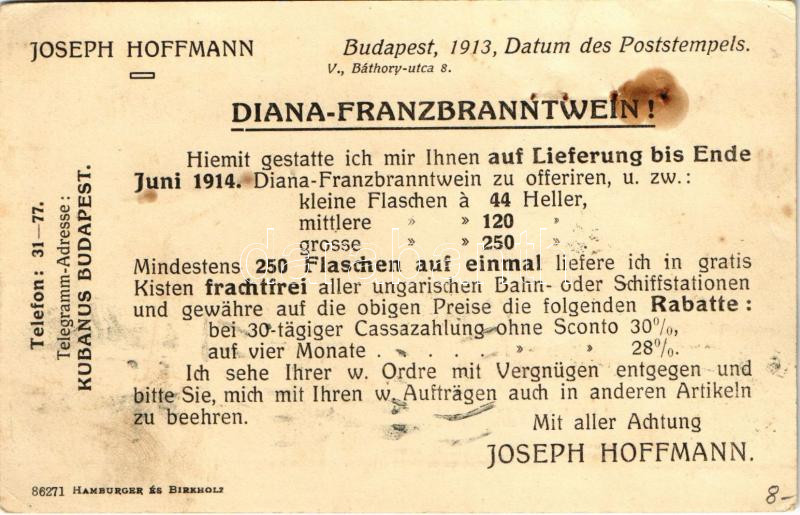 JOSEPH HOFFMANN
Budapest, 1913, Datum des Poststempels.
V., Báthory-utca 8.
DIANA-FRANZBRANNTWEIN!
Hiemit gestatte ich mir Ihnen auf Lieferung bis Ende
Juni 1914. Diana-Franzbranntwein zu offeriren, u. zw.:
kleine Flaschen à 44 Heller,
mittlere » » 120 »
grosse » » 250 »
Mindestens 250 Flaschen auf einmal liefere ich in gratis
Kisten frachtfrei aller ungarischen Bahn- oder Schiffstationen
und gewähre auf die obigen Preise die folgenden Rabatte:
bei 30-tägiger Cassazahlung ohne Sconto 30%,
auf vier Monate . . . . . » » 28%.
Ich sehe Ihrer w. Ordre mit Vergnügen entgegen und
bitte Sie, mich mit Ihren w. Aufträgen auch in anderen Artikeln
zu beehren.
Mit aller Achtung
JOSEPH HOFFMANN.
Telefon: 31—77.
Telegramm-Adresse:
KUBANUS BUDAPEST.
86271 HAMBURGER ÉS BIRKHOLZ
8-